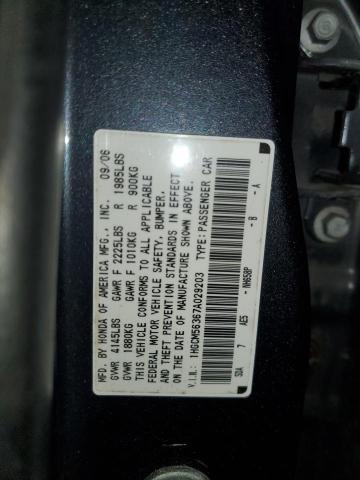 MFD. BY HONDA OF AMERICA MFG., INC. 09/06
GVWR 4145LBS GAWR F 2225LBS R 1985LBS
GVWR 1880KG GAWR F 1010KG R 900KG
THIS VEHICLE CONFORMS TO ALL APPLICABLE
FEDERAL MOTOR VEHICLE SAFETY, BUMPER,
AND THEFT PREVENTION STANDARDS IN EFFECT
ON THE DATE OF MANUFACTURE SHOWN ABOVE.
V.I.N.: 1HGCM56367A029203 TYPE:PASSENGER CAR
SDA 7 AES - NH658P - B - A